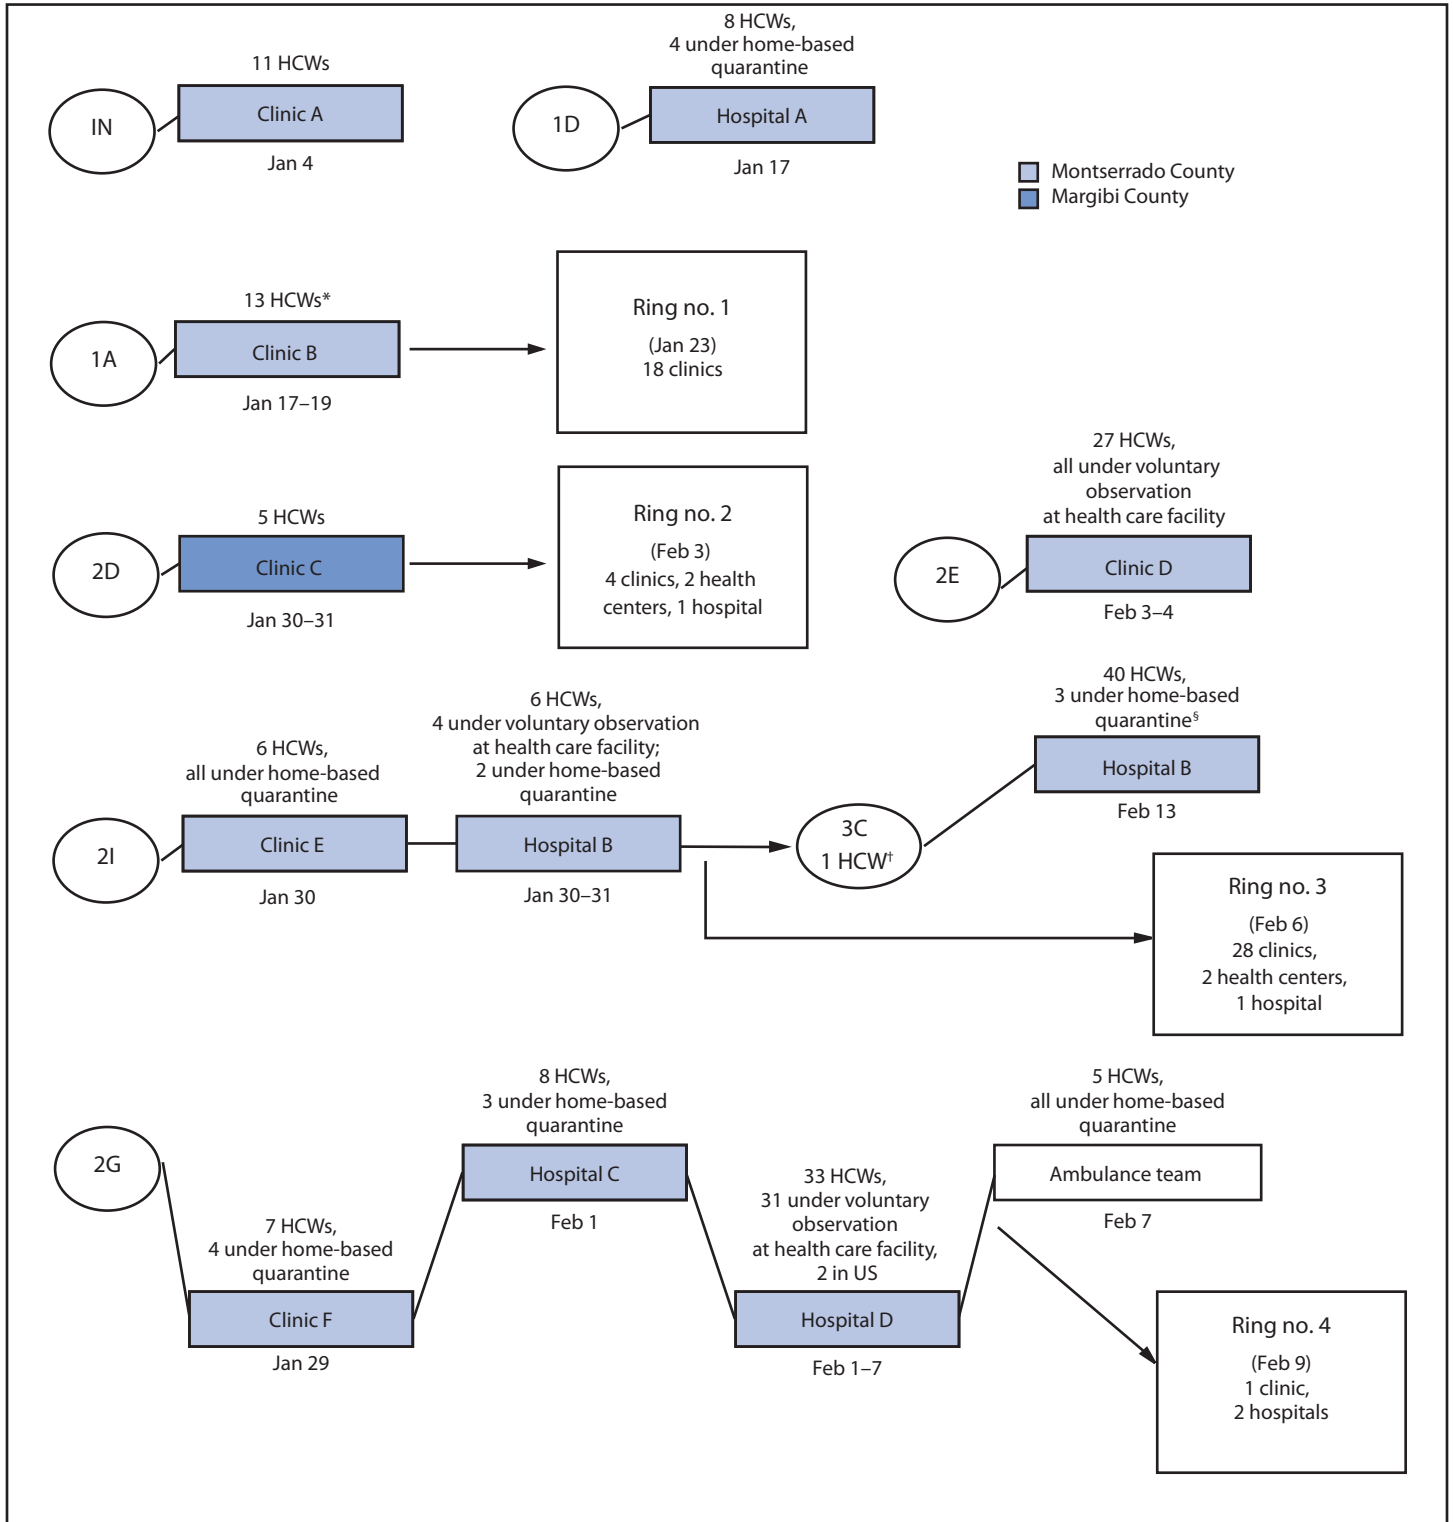 11 HCWs
IN
Clinic A
Jan 4
8 HCWs,
4 under home-based
quarantine
1D
Hospital A
Jan 17
Montserrado County
Margibi County
13 HCWs*
1A
Clinic B
Jan 17–19
Ring no. 1
(Jan 23)
18 clinics
5 HCWs
2D
Clinic C
Jan 30–31
Ring no. 2
(Feb 3)
4 clinics, 2 health
centers, 1 hospital
27 HCWs,
all under voluntary
observation
at health care facility
2E
Clinic D
Feb 3–4
6 HCWs,
all under home-based
quarantine
2I
Clinic E
Jan 30
6 HCWs,
4 under voluntary observation
at health care facility;
2 under home-based
quarantine
Hospital B
Jan 30–31
3C
1 HCW†
40 HCWs,
3 under home-based
quarantine§
Hospital B
Feb 13
Ring no. 3
(Feb 6)
28 clinics,
2 health centers,
1 hospital
2G
7 HCWs,
4 under home-based
quarantine
Clinic F
Jan 29
8 HCWs,
3 under home-based
quarantine
Hospital C
Feb 1
33 HCWs,
31 under voluntary
observation
at health care facility,
2 in US
Hospital D
Feb 1–7
5 HCWs,
all under home-based
quarantine
Ambulance team
Feb 7
Ring no. 4
(Feb 9)
1 clinic,
2 hospitals